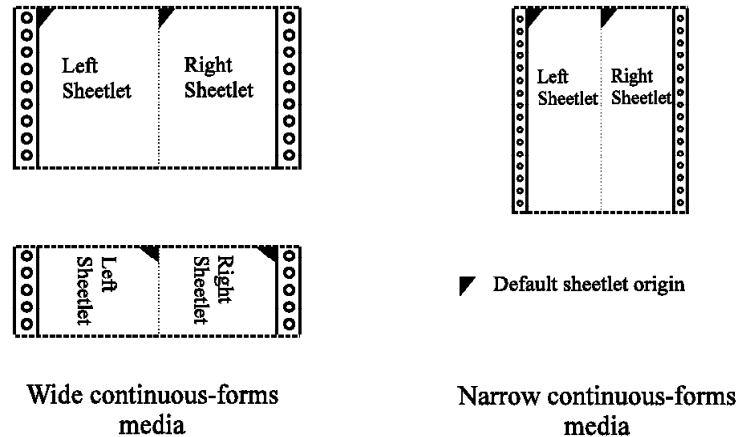 Left
Sheetlet
Right
Sheetlet
Left
Sheetlet
Right
Sheetlet
Left
Sheetlet
Right
Sheetlet
Default sheetlet origin
Wide continuous-forms
media
Narrow continuous-forms
media